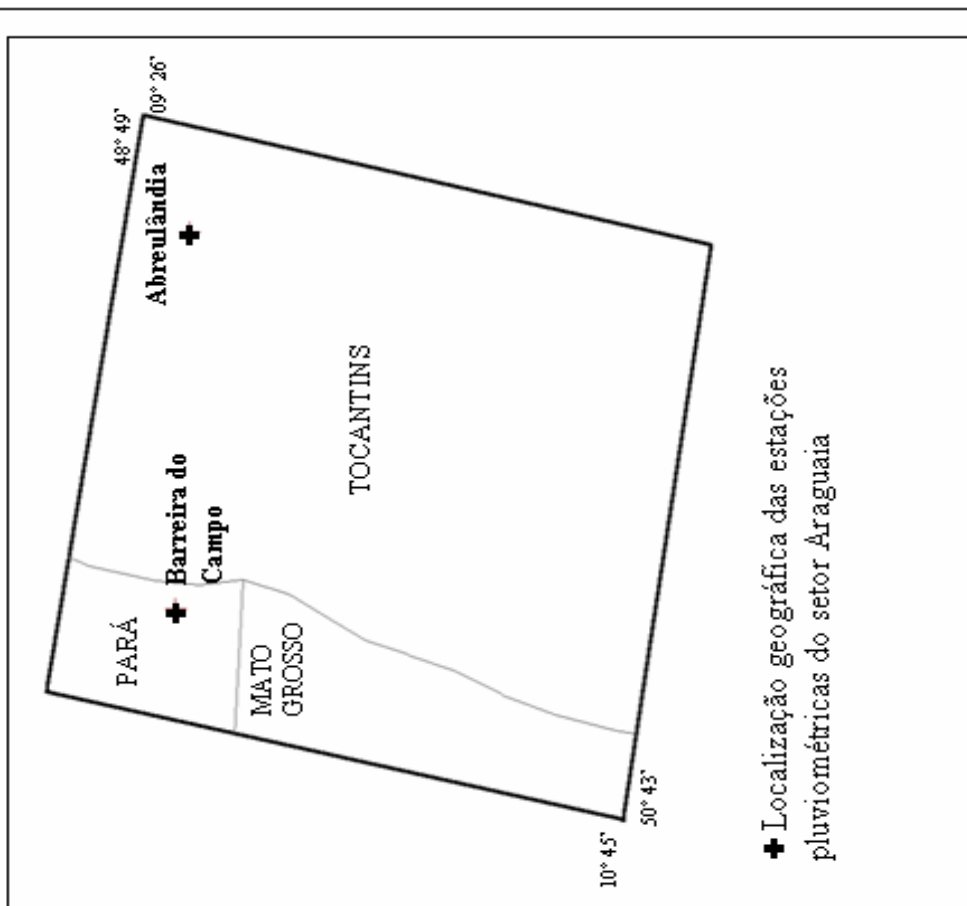 48° 49'
09° 26'
Abreulândia
Barreira do
Campo
PARÁ
TOCANTINS
MATO
GROSSO
10° 45'
50° 43'
Localização geográfica das estações
pluviométricas do setor Araguaia